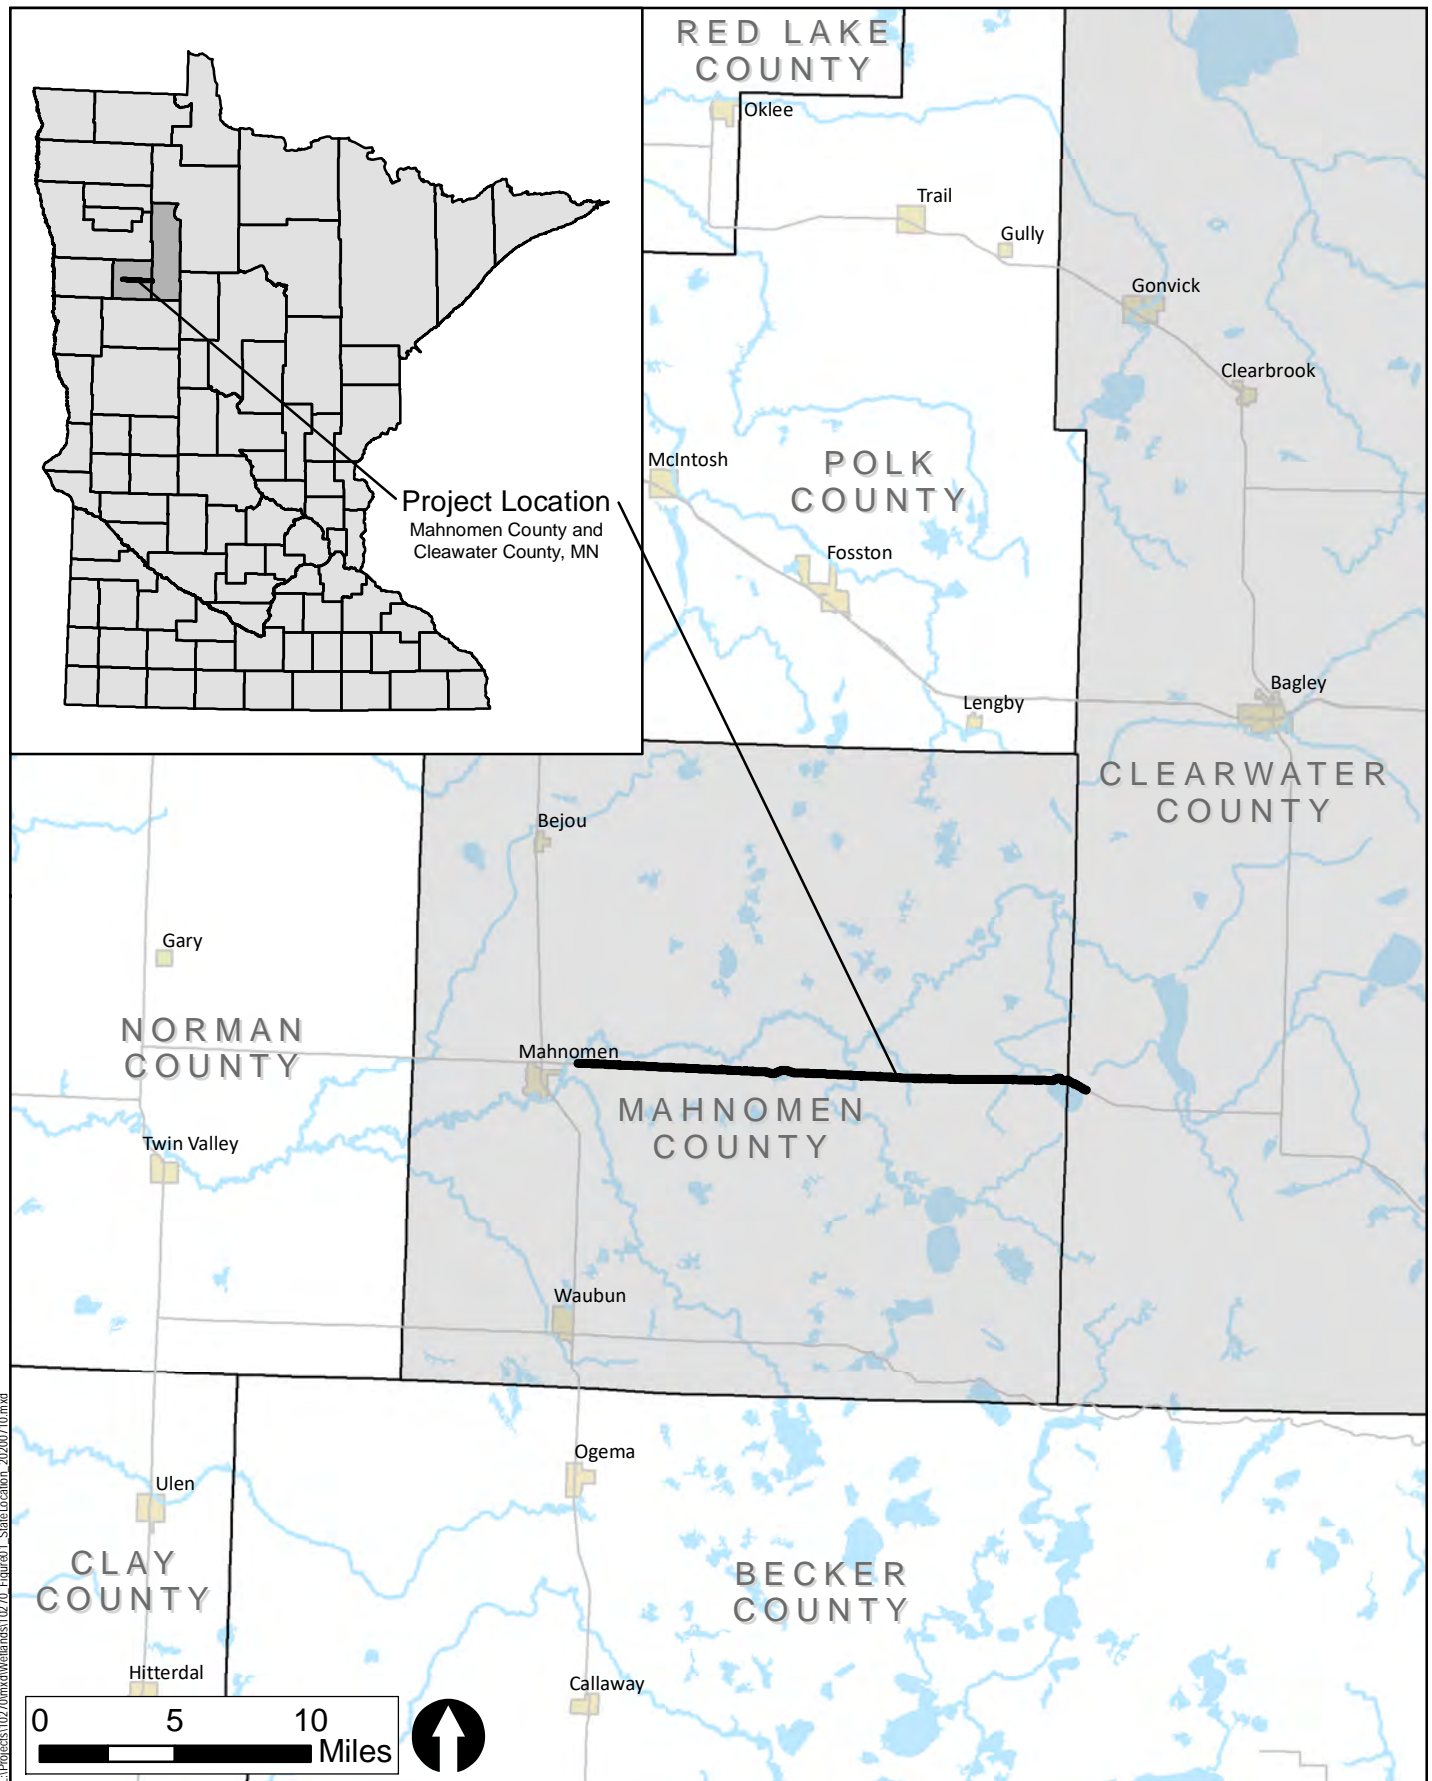 RED LAKE
COUNTY
Oklee
Trail
Gully
Gonvick
Clearbrook
McIntosh
POLK
COUNTY
Project Location
Mahnomen County and
Cleawater County, MN
Fosston
Lengby
Bagley
CLEARWATER
COUNTY
Bejou
Gary
NORMAN
COUNTY
Mahnomen
MAHNOMEN
COUNTY
Twin Valley
Waubun
Ogema
Ulen
CLAY
COUNTY
BECKER
COUNTY
Hitterdal
Callaway
0 5 10
Miles